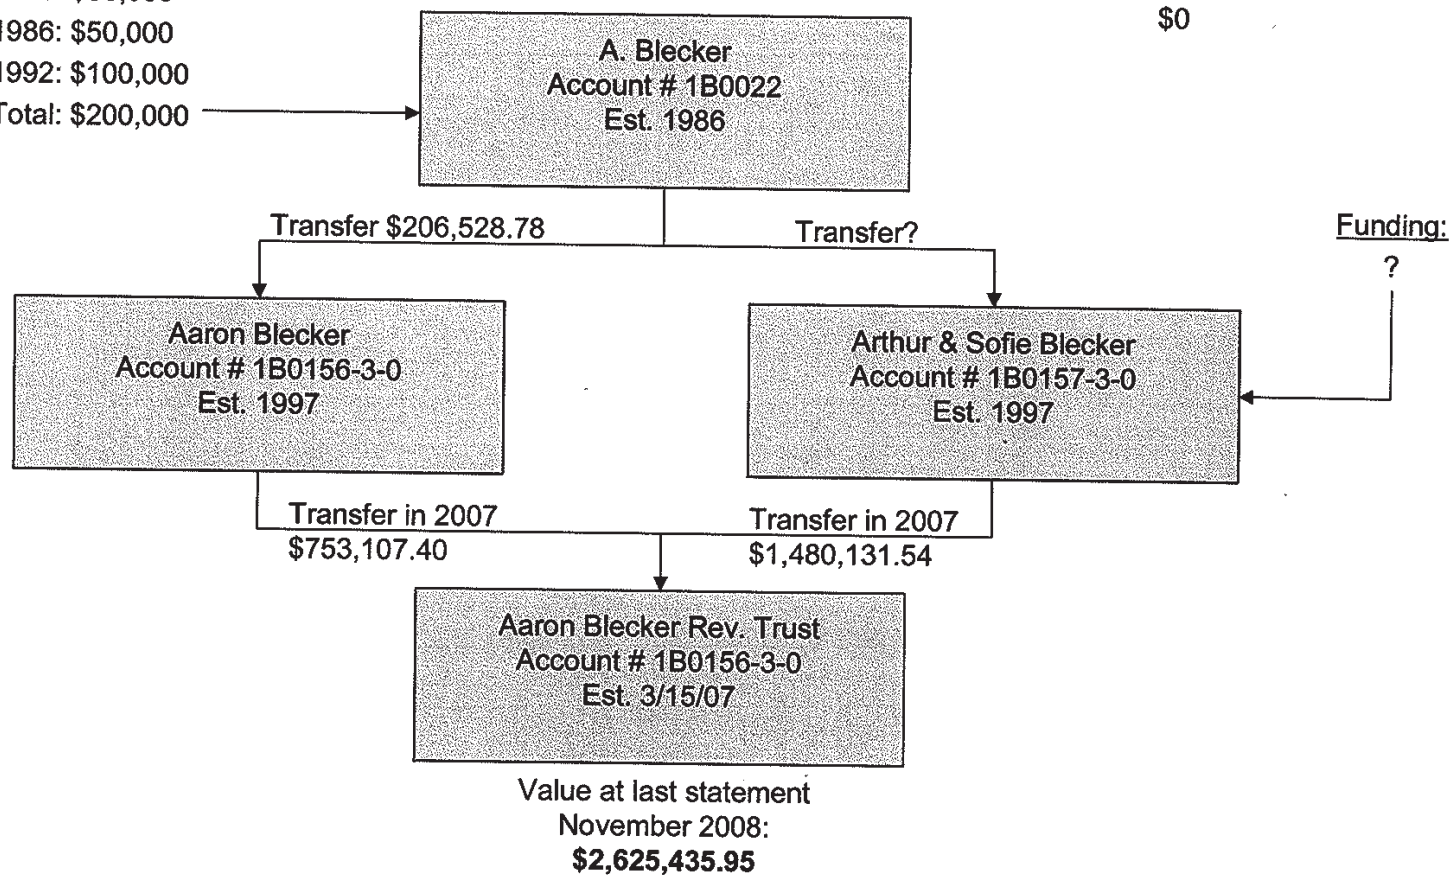 1986: $50,000
1992: $100,000
Total: $200,000
$0
A. Blecker
Account # 1B0022
Est. 1986
Transfer $206,528.78
Transfer?
Funding:
?
Aaron Blecker
Account # 1B0156-3-0
Est. 1997
Arthur & Sofie Blecker
Account # 1B0157-3-0
Est. 1997
Transfer in 2007
$753,107.40
Transfer in 2007
$1,480,131.54
Aaron Blecker Rev. Trust
Account # 1B0156-3-0
Est. 3/15/07
Value at last statement
November 2008:
$2,625,435.95